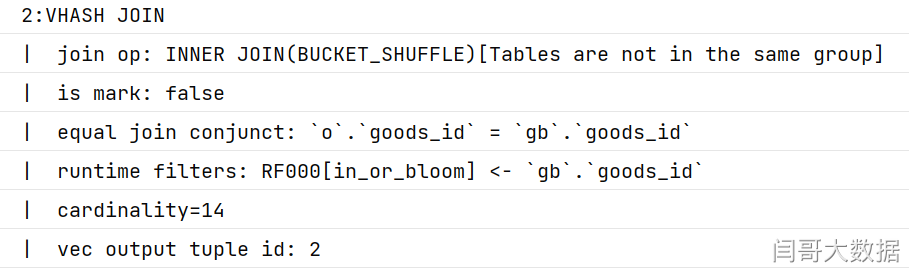 2:VHASH JOIN
|  join op: INNER JOIN(BUCKET_SHUFFLE)[Tables are not in the same group]
|  is mark: false
|  equal join conjunct: `o`.`goods_id` = `gb`.`goods_id`
|  runtime filters: RF000[in_or_bloom] <- `gb`.`goods_id`
|  cardinality=14
|  vec output tuple id: 2
闫哥大数据